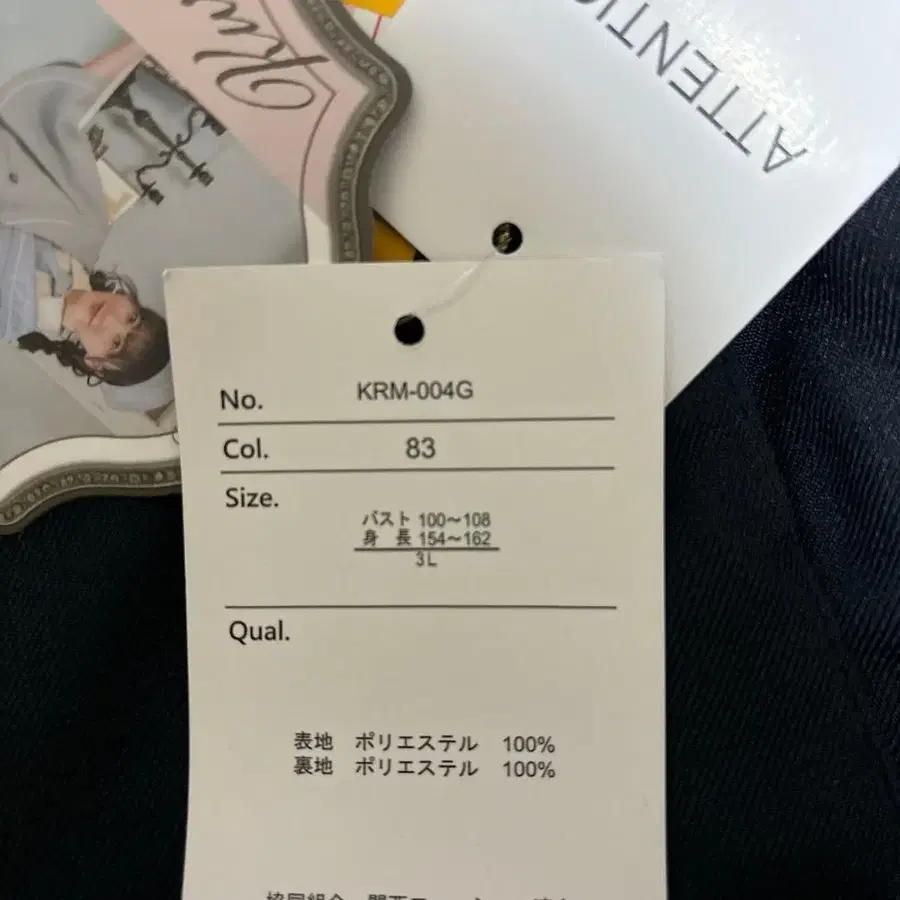 ATTENTIO
No. KRM-004G
Col. 83
Size.
バスト 100〜108
身 長 154〜162
3L
Qual.
表地 ポリエステル 100%
裏地 ポリエステル 100%